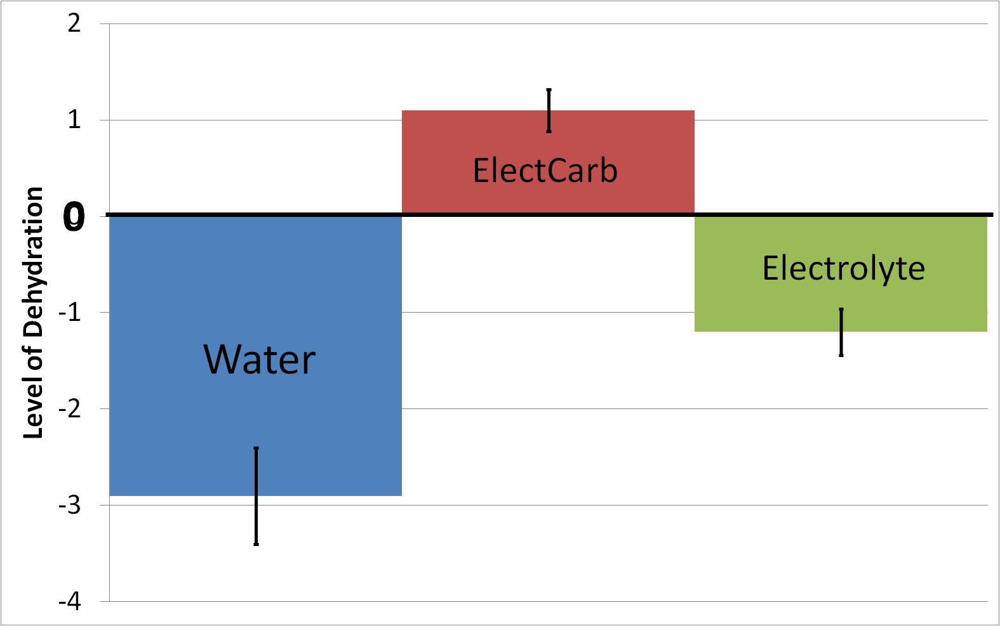 2
1
0
-1
-2
-3
-4
Level of Dehydration
Water
ElectCarb
Electrolyte